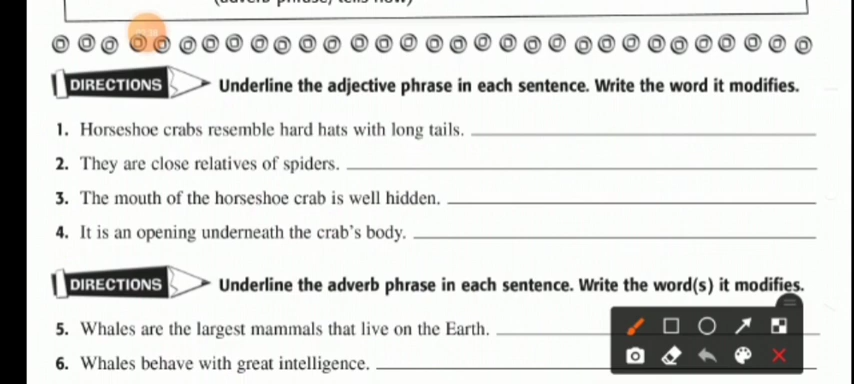 DIRECTIONS Underline the adjective phrase in each sentence. Write the word it modifies.
1. Horseshoe crabs resemble hard hats with long tails.
2. They are close relatives of spiders.
3. The mouth of the horseshoe crab is well hidden.
4. It is an opening underneath the crab's body.
DIRECTIONS Underline the adverb phrase in each sentence. Write the word(s) it modifies.
5. Whales are the largest mammals that live on the Earth.
6. Whales behave with great intelligence.